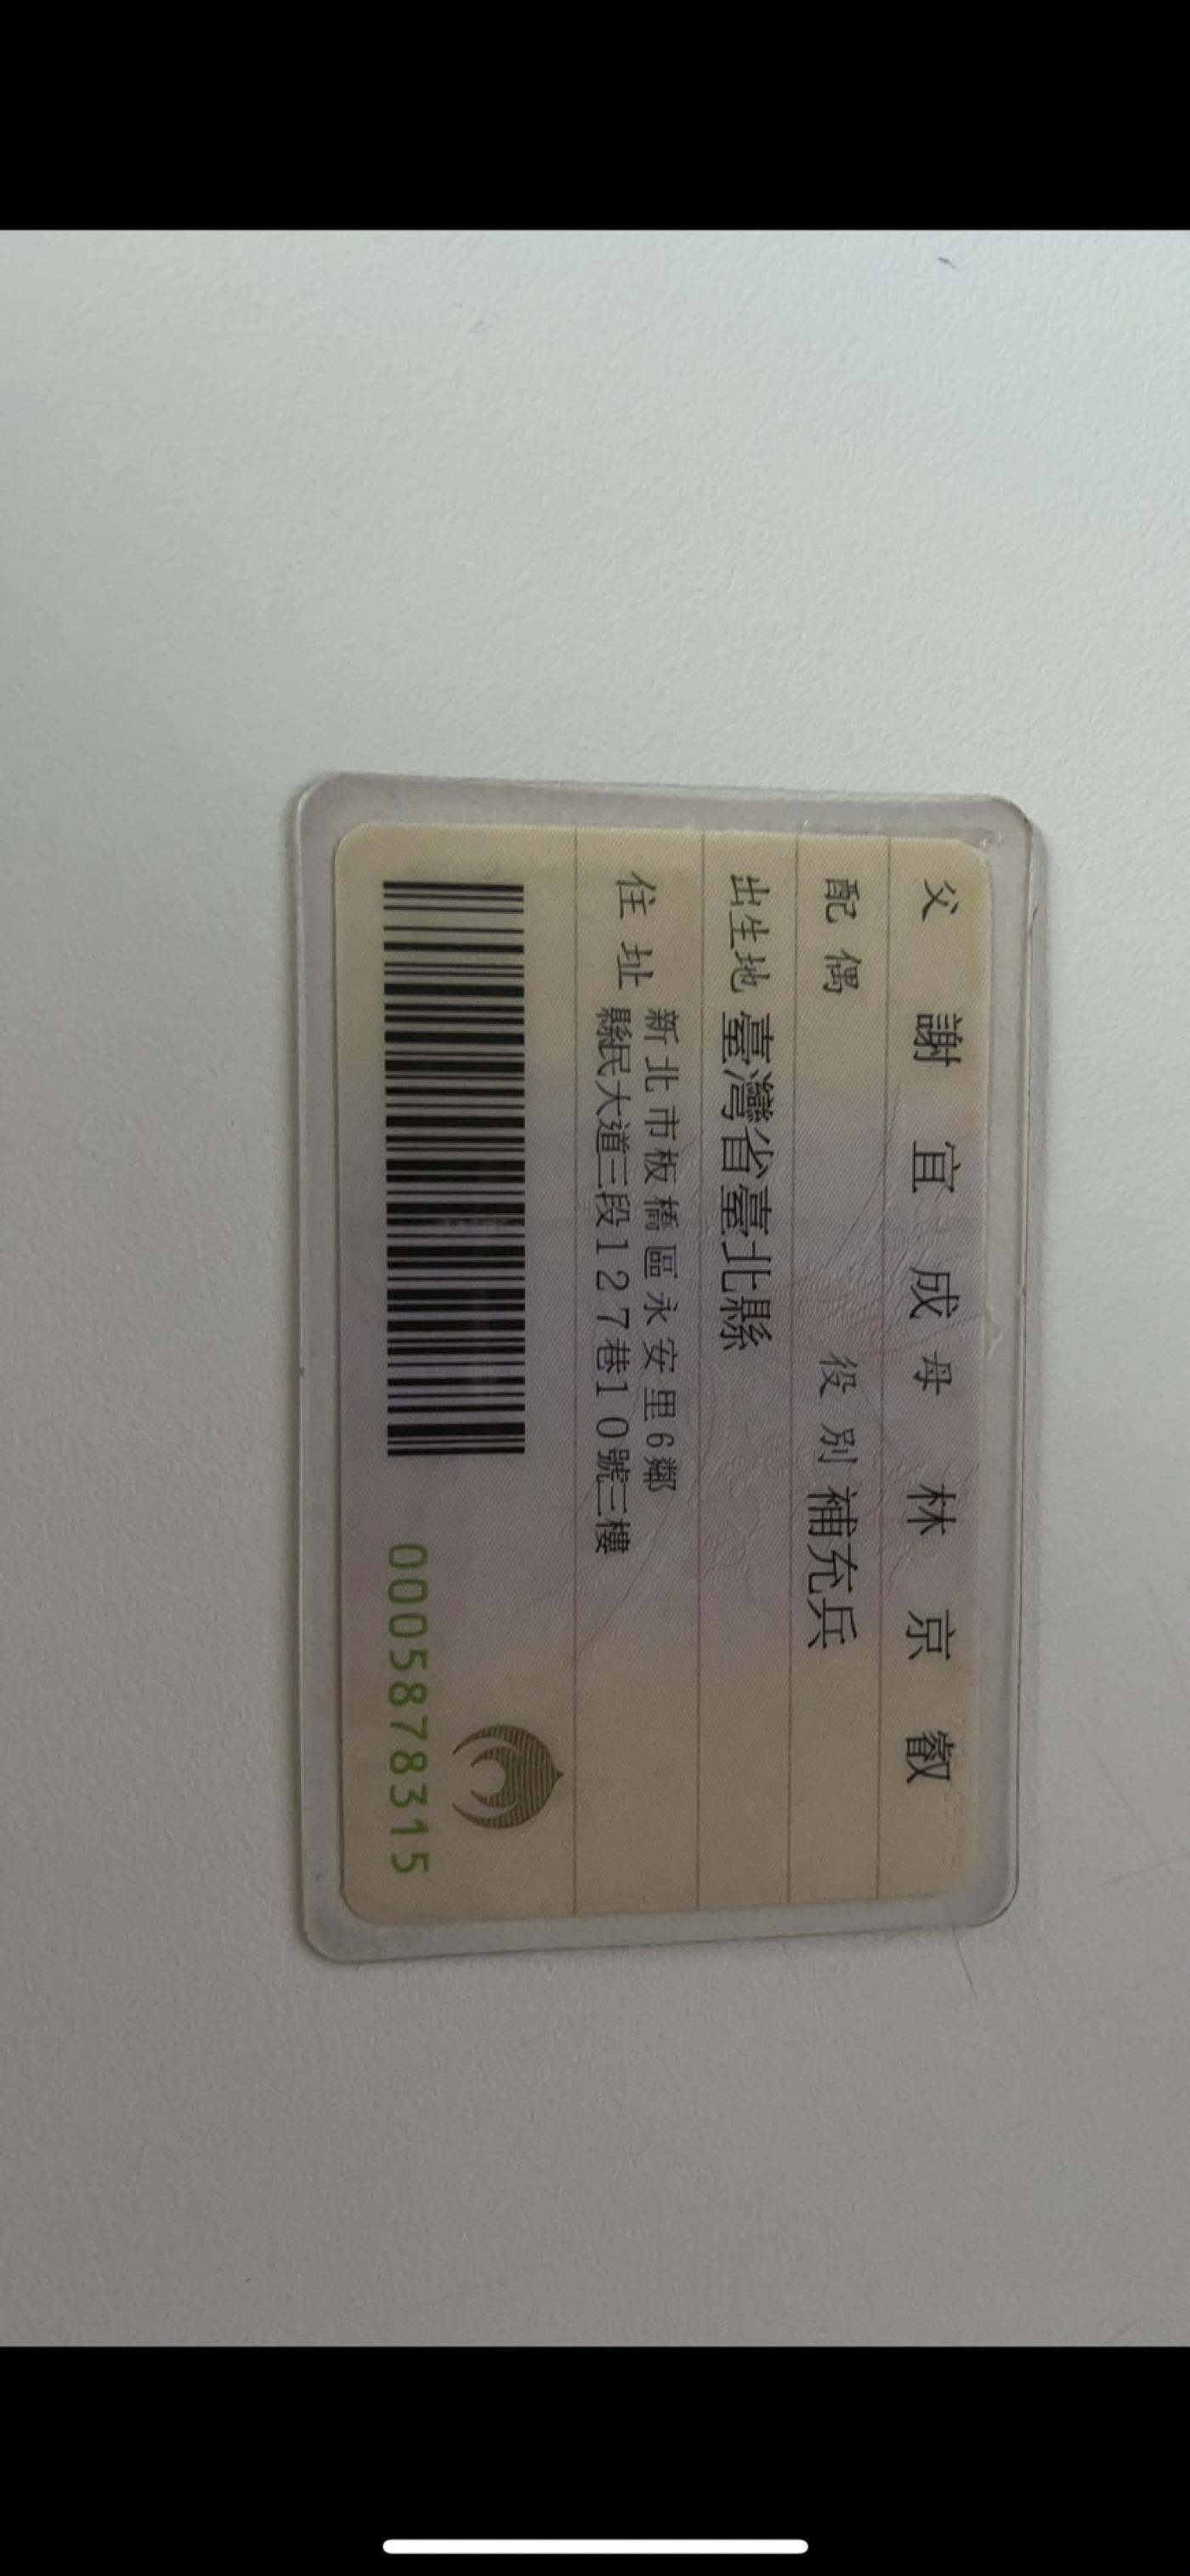 父 謝宜成 母 林京叡
配偶 役別 補充兵
出生地 臺灣省臺北縣
住址 新北市板橋區永安里6鄰
縣民大道三段127巷10號三樓
0005878315